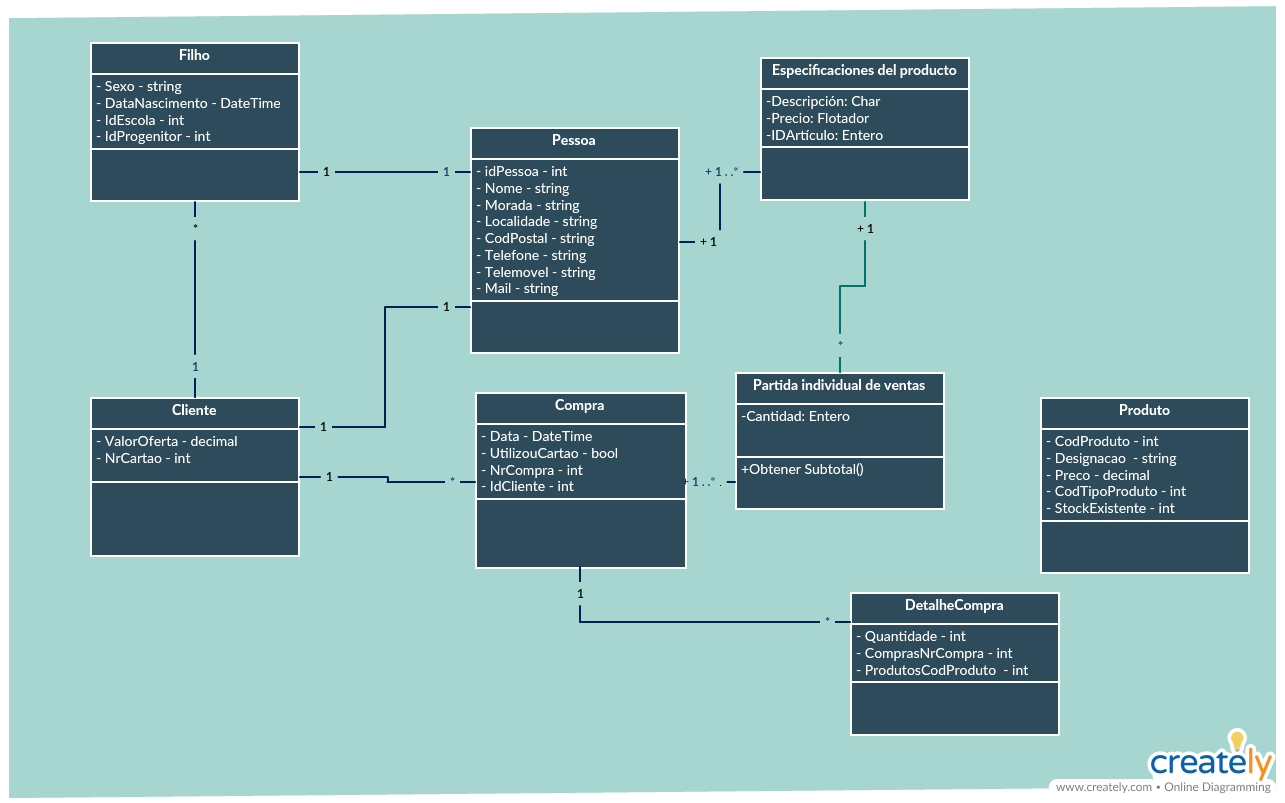 Filho
- Sexo - string
- DataNascimento - DateTime
- IdEscola - int
- IdProgenitor - int
Especificaciones del producto
-Descripción: Char
-Precio: Flotador
-IDArtículo: Entero
Pessoa
- idPessoa - int
- Nome - string
- Morada - string
- Localidade - string
- CodPostal - string
- Telefone - string
- Telemovel - string
- Mail - string
1
1
+ 1 . . *
+ 1
*
1
+ 1
*
1
1
Cliente
- ValorOferta - decimal
- NrCartao - int
Compra
- Data - DateTime
- UtilizouCartao - bool
- NrCompra - int
- IdCliente - int
Partida individual de ventas
-Cantidad: Entero
+Obtener Subtotal()
Produto
- CodProduto - int
- Designacao - string
- Preco - decimal
- CodTipoProduto - int
- StockExistente - int
1
*
+ 1 . . * .
1
*
DetalheCompra
- Quantidade - int
- ComprasNrCompra - int
- ProdutosCodProduto - int
creately
www.creately.com • Online Diagramming